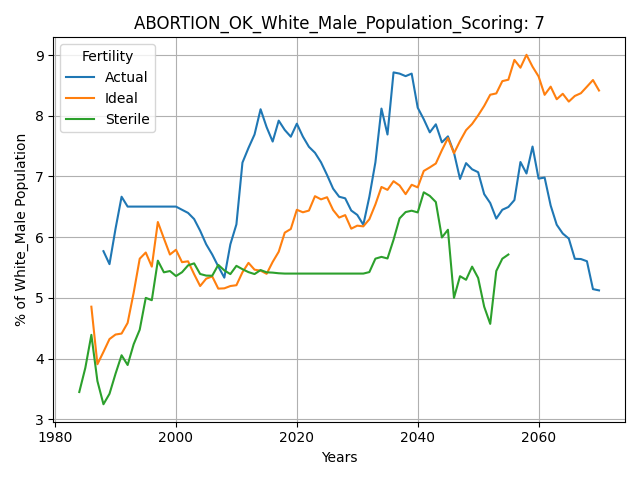 ABORTION_OK_White_Male_Population_Scoring: 7
Fertility
Actual
Ideal
Sterile
% of White_Male Population
9
8
7
6
5
4
3
1980
2000
2020
2040
2060
Years